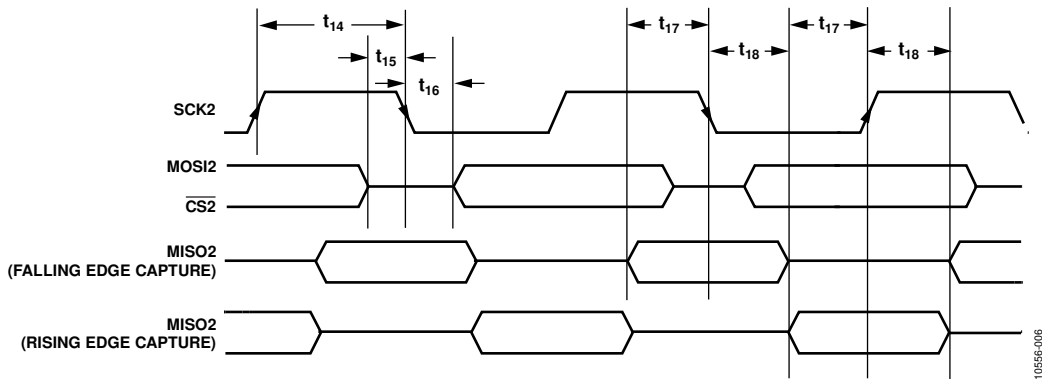 t14
t15
t16
t17
t18
t17
t18
SCK2
MOSI2
CS2
MISO2
(FALLING EDGE CAPTURE)
MISO2
(RISING EDGE CAPTURE)
10556-006